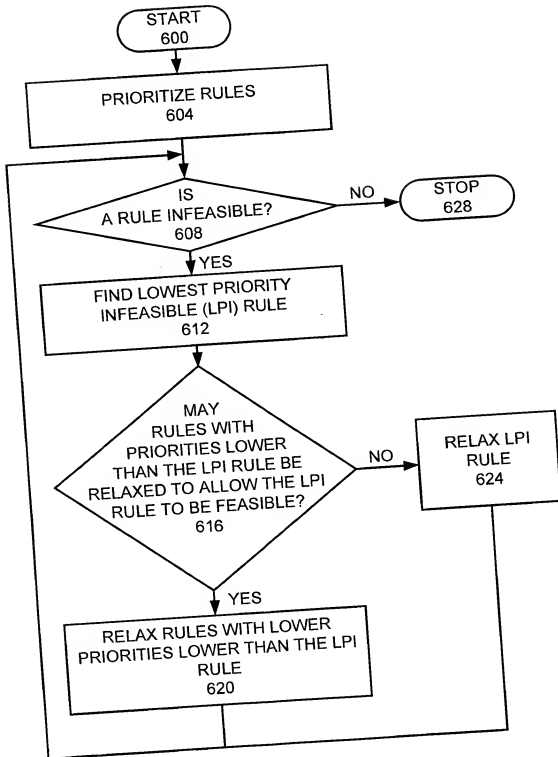 START
600
PRIORITIZE RULES
604
IS
A RULE INFEASIBLE?
608
NO
STOP
628
YES
FIND LOWEST PRIORITY
INFEASIBLE (LPI) RULE
612
MAY
RULES WITH
PRIORITIES LOWER
THAN THE LPI RULE BE
RELAXED TO ALLOW THE LPI
RULE TO BE FEASIBLE?
616
NO
RELAX LPI
RULE
624
YES
RELAX RULES WITH LOWER
PRIORITIES LOWER THAN THE LPI
RULE
620